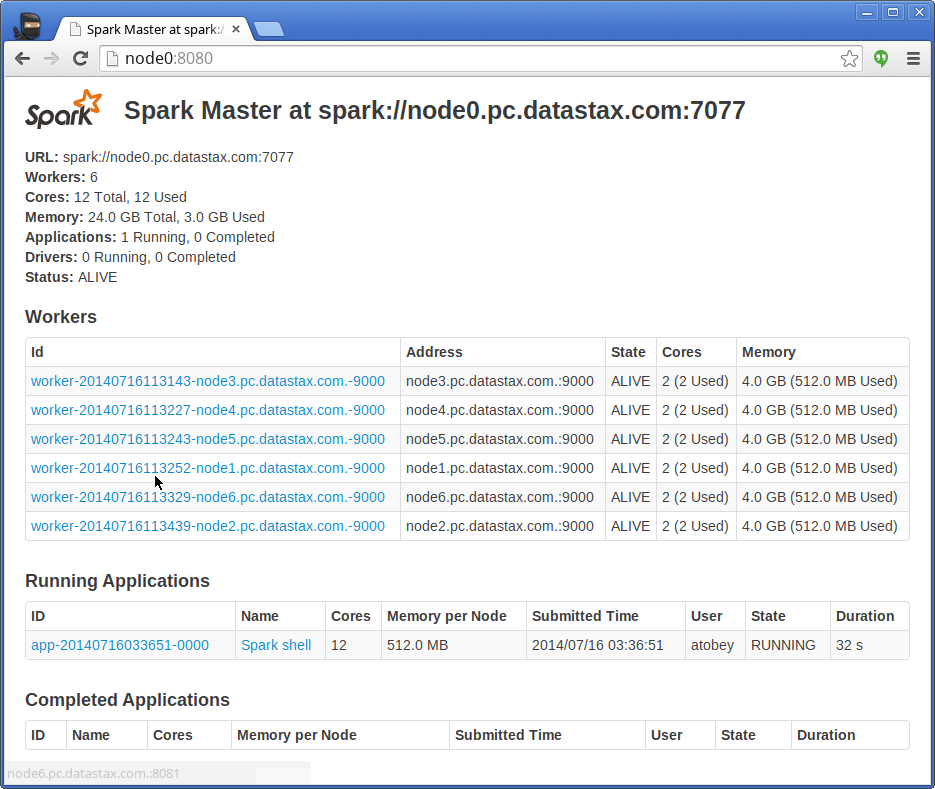 Spark Master at spark:/
node0:8080
Spark Spark Master at spark://node0.pc.datastax.com:7077
URL: spark://node0.pc.datastax.com:7077
Workers: 6
Cores: 12 Total, 12 Used
Memory: 24.0 GB Total, 3.0 GB Used
Applications: 1 Running, 0 Completed
Drivers: 0 Running, 0 Completed
Status: ALIVE
Workers
Id Address State Cores Memory
worker-20140716113143-node3.pc.datastax.com.-9000 node3.pc.datastax.com.:9000 ALIVE 2 (2 Used) 4.0 GB (512.0 MB Used)
worker-20140716113227-node4.pc.datastax.com.-9000 node4.pc.datastax.com.:9000 ALIVE 2 (2 Used) 4.0 GB (512.0 MB Used)
worker-20140716113243-node5.pc.datastax.com.-9000 node5.pc.datastax.com.:9000 ALIVE 2 (2 Used) 4.0 GB (512.0 MB Used)
worker-20140716113252-node1.pc.datastax.com.-9000 node1.pc.datastax.com.:9000 ALIVE 2 (2 Used) 4.0 GB (512.0 MB Used)
worker-20140716113329-node6.pc.datastax.com.-9000 node6.pc.datastax.com.:9000 ALIVE 2 (2 Used) 4.0 GB (512.0 MB Used)
worker-20140716113439-node2.pc.datastax.com.-9000 node2.pc.datastax.com.:9000 ALIVE 2 (2 Used) 4.0 GB (512.0 MB Used)
Running Applications
ID Name Cores Memory per Node Submitted Time User State Duration
app-20140716033651-0000 Spark shell 12 512.0 MB 2014/07/16 03:36:51 atobey RUNNING 32 s
Completed Applications
ID Name Cores Memory per Node Submitted Time User State Duration
node6.pc.datastax.com.:8081